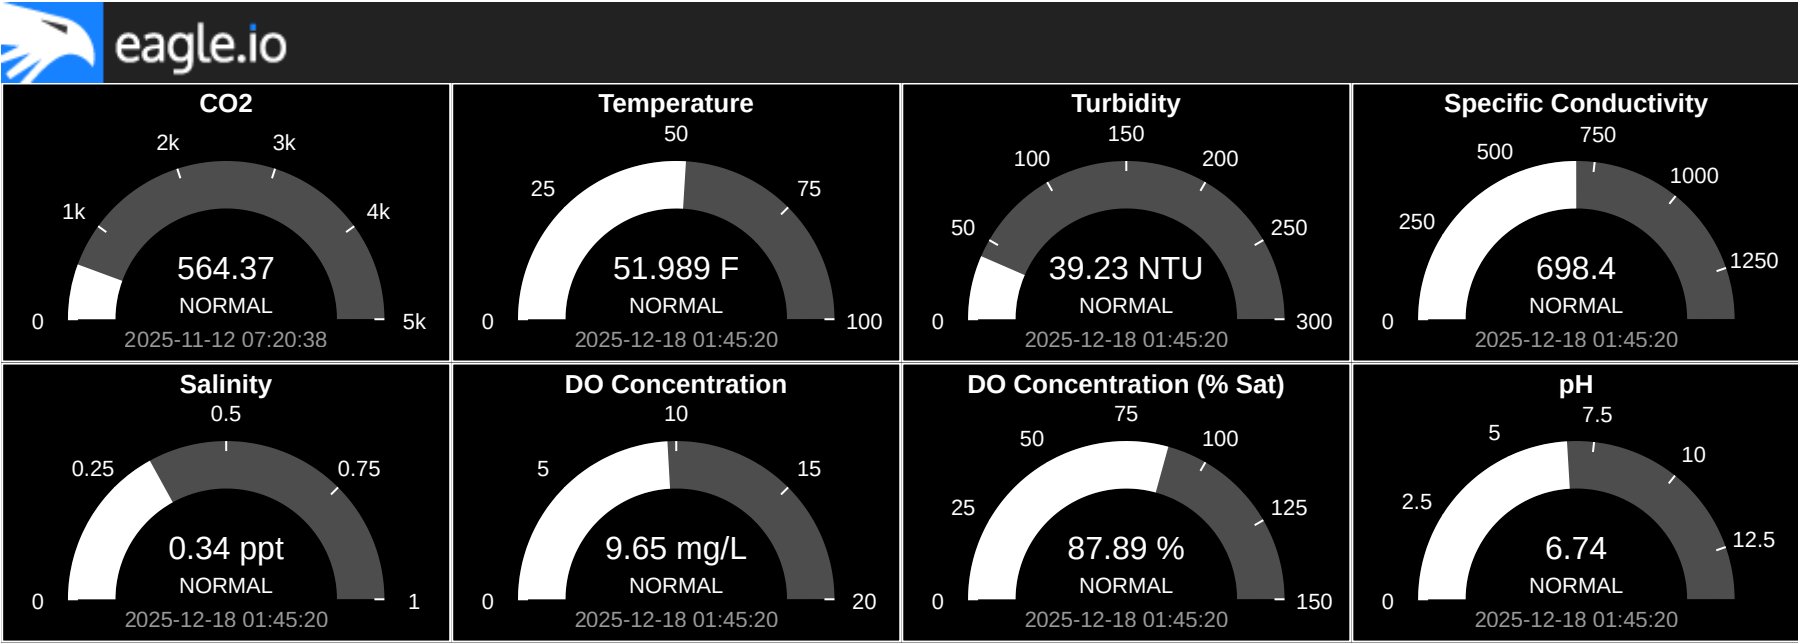 eagle.io
CO2
2k
3k
1k
4k
564.37
NORMAL
0
5k
2025-11-12 07:20:38
Temperature
50
25
75
51.989 F
NORMAL
0
100
2025-12-18 01:45:20
Turbidity
150
100
200
50
250
39.23 NTU
NORMAL
0
300
2025-12-18 01:45:20
Specific Conductivity
750
500
1000
250
1250
698.4
NORMAL
0
2025-12-18 01:45:20
Salinity
0.5
0.25
0.75
0.34 ppt
NORMAL
0
1
2025-12-18 01:45:20
DO Concentration
10
5
15
9.65 mg/L
NORMAL
0
20
2025-12-18 01:45:20
DO Concentration (% Sat)
75
50
100
25
125
87.89 %
NORMAL
0
150
2025-12-18 01:45:20
pH
7.5
5
10
2.5
12.5
6.74
NORMAL
0
2025-12-18 01:45:20